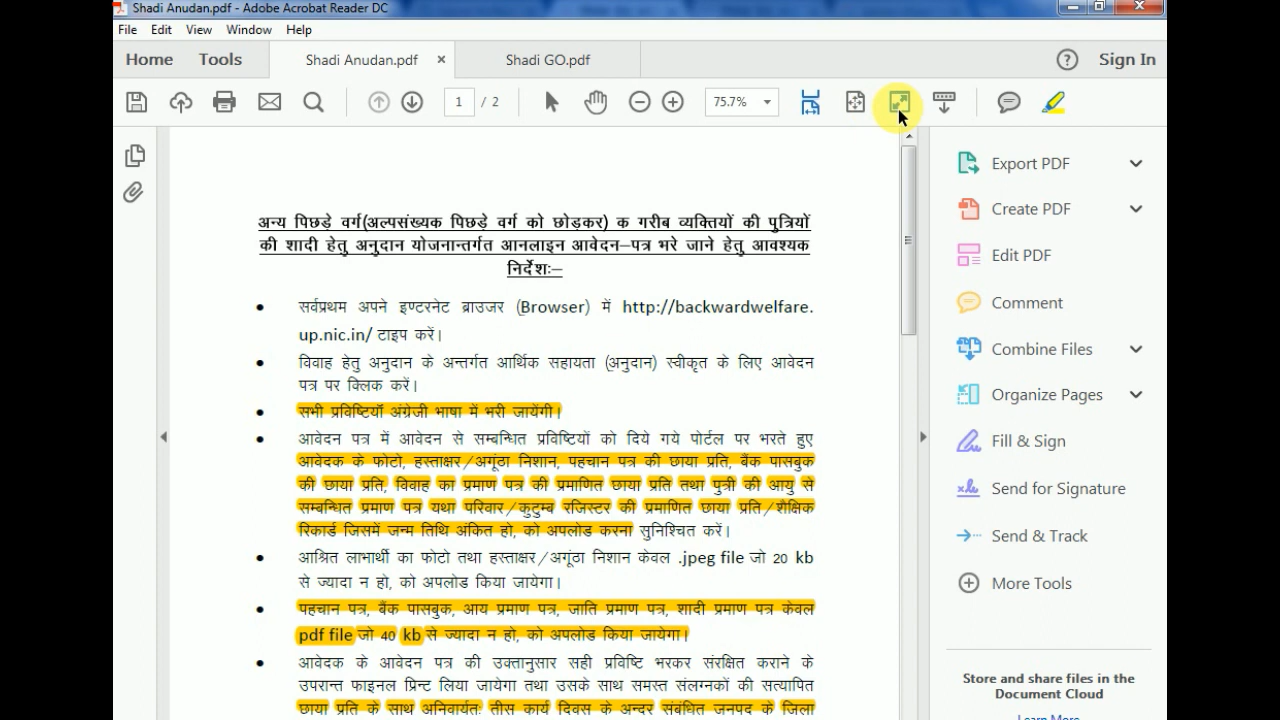 Shadi Anudan.pdf - Adobe Acrobat Reader DC
File Edit View Window Help
Home Tools Shadi Anudan.pdf × Shadi GO.pdf ? Sign In
1 / 2 75.7%
Export PDF
Create PDF
Edit PDF
Comment
Combine Files
Organize Pages
Fill & Sign
Send for Signature
Send & Track
More Tools
Store and share files in the
Document Cloud
Learn More
अन्य पिछड़े वर्ग(अल्पसंख्यक पिछड़े वर्ग को छोड़कर) क गरीब व्यक्तियों की पुत्रियों
की शादी हेतु अनुदान योजनान्तर्गत आनलाइन आवेदन–पत्र भरे जाने हेतु आवश्यक
निर्देशः–
• सर्वप्रथम अपने इण्टरनेट ब्राउजर (Browser) में http://backwardwelfare.
up.nic.in/ टाइप करें।
• विवाह हेतु अनुदान के अन्तर्गत आर्थिक सहायता (अनुदान) स्वीकृत के लिए आवेदन
पत्र पर क्लिक करें।
• सभी प्रविष्टियॉ अंग्रेजी भाषा में भरी जायेंगी।
• आवेदन पत्र में आवेदन से सम्बन्धित प्रविष्टियों को दिये गये पोर्टल पर भरते हुए
आवेदक के फोटो, हस्ताक्षर/अगूंठा निशान, पहचान पत्र की छाया प्रति, बैंक पासबुक
की छाया प्रति, विवाह का प्रमाण पत्र की प्रमाणित छाया प्रति तथा पुत्री की आयु से
सम्बन्धित प्रमाण पत्र यथा परिवार/कुटुम्ब रजिस्टर की प्रमाणित छाया प्रति/शैक्षिक
रिकार्ड जिसमें जन्म तिथि अंकित हो, को अपलोड करना सुनिश्चित करें।
• आश्रित लाभार्थी का फोटो तथा हस्ताक्षर/अगूंठा निशान केवल .jpeg file जो 20 kb
से ज्यादा न हो, को अपलोड किया जायेगा।
• पहचान पत्र, बैंक पासबुक, आय प्रमाण पत्र, जाति प्रमाण पत्र, शादी प्रमाण पत्र केवल
pdf file जो 40 kb से ज्यादा न हो, को अपलोड किया जायेगा।
• आवेदक के आवेदन पत्र की उक्तानुसार सही प्रविष्टि भरकर संरक्षित कराने के
उपरान्त फाइनल प्रिन्ट लिया जायेगा तथा उसके साथ समस्त संलग्नकों की सत्यापित
छाया प्रति के साथ अनिवार्यतः तीस कार्य दिवस के अन्दर संबंधित जनपद के जिला